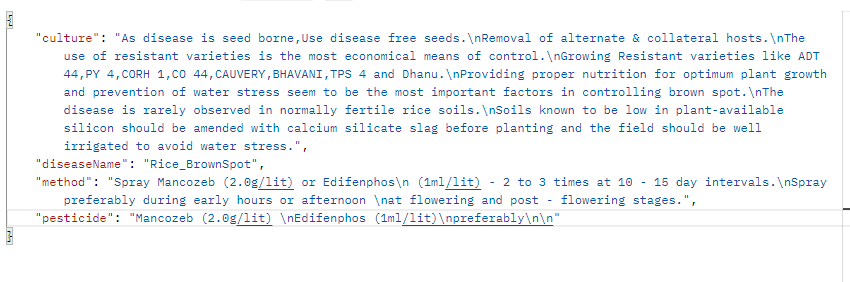 {
"culture": "As disease is seed borne,Use disease free seeds.\nRemoval of alternate & collateral hosts.\nThe
use of resistant varieties is the most economical means of control.\nGrowing Resistant varieties like ADT
44,PY 4,CORH 1,CO 44,CAUVERY,BHAVANI,TPS 4 and Dhanu.\nProviding proper nutrition for optimum plant growth
and prevention of water stress seem to be the most important factors in controlling brown spot.\nThe
disease is rarely observed in normally fertile rice soils.\nSoils known to be low in plant-available
silicon should be amended with calcium silicate slag before planting and the field should be well
irrigated to avoid water stress.",
"diseaseName": "Rice_BrownSpot",
"method": "Spray Mancozeb (2.0g/lit) or Edifenphos\n (1ml/lit) - 2 to 3 times at 10 - 15 day intervals.\nSpray
preferably during early hours or afternoon \nat flowering and post - flowering stages.",
"pesticide": "Mancozeb (2.0g/lit) \nEdifenphos (1ml/lit)\npreferably\n\n"
}